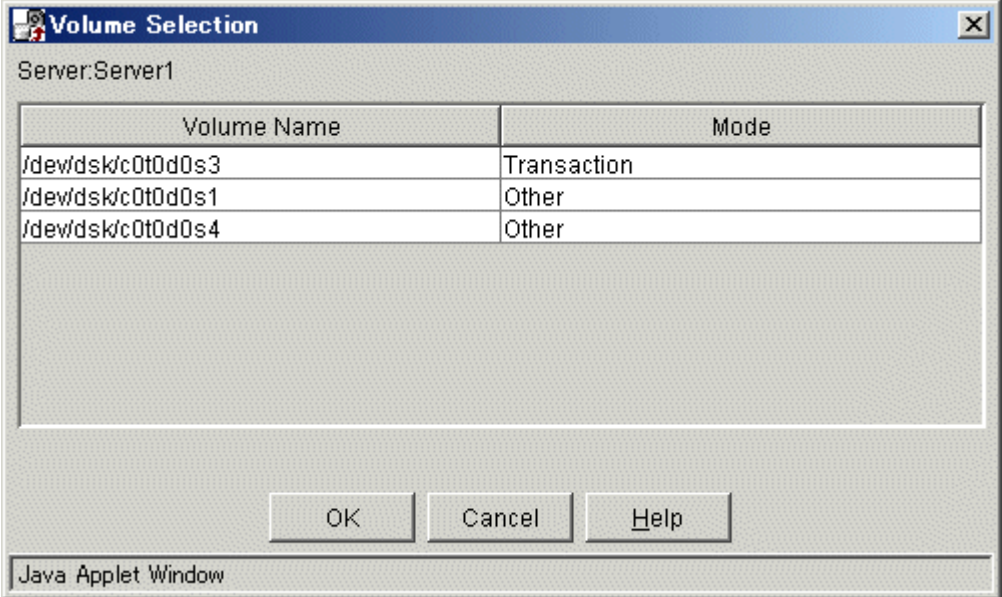 Volume Selection
Server:Server1
Volume Name Mode
/dev/dsk/c0t0d0s3 Transaction
/dev/dsk/c0t0d0s1 Other
/dev/dsk/c0t0d0s4 Other
OK Cancel Help
Java Applet Window